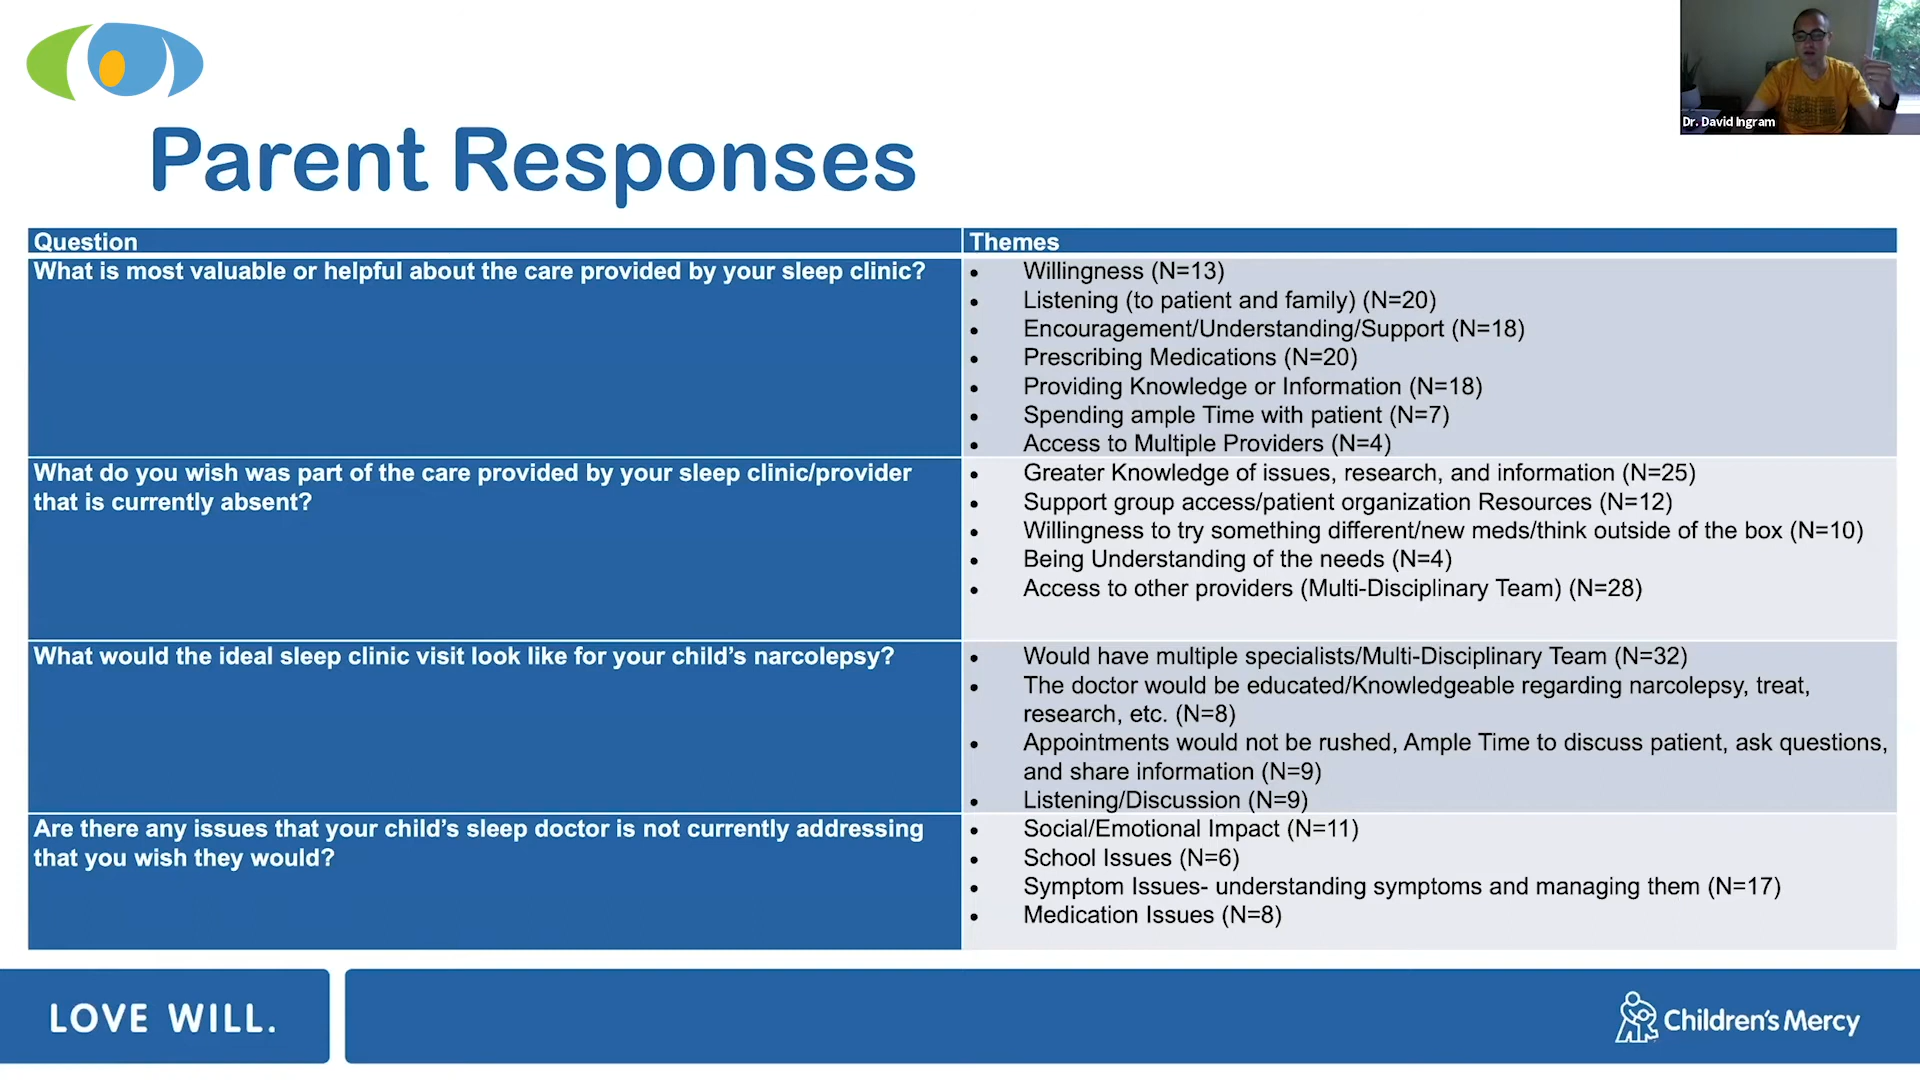 Dr. David Ingram
Parent Responses
Question
Themes
What is most valuable or helpful about the care provided by your sleep clinic?
• Willingness (N=13)
• Listening (to patient and family) (N=20)
• Encouragement/Understanding/Support (N=18)
• Prescribing Medications (N=20)
• Providing Knowledge or Information (N=18)
• Spending ample Time with patient (N=7)
• Access to Multiple Providers (N=4)
What do you wish was part of the care provided by your sleep clinic/provider
that is currently absent?
• Greater Knowledge of issues, research, and information (N=25)
• Support group access/patient organization Resources (N=12)
• Willingness to try something different/new meds/think outside of the box (N=10)
• Being Understanding of the needs (N=4)
• Access to other providers (Multi-Disciplinary Team) (N=28)
What would the ideal sleep clinic visit look like for your child's narcolepsy?
• Would have multiple specialists/Multi-Disciplinary Team (N=32)
• The doctor would be educated/Knowledgeable regarding narcolepsy, treat,
research, etc. (N=8)
• Appointments would not be rushed, Ample Time to discuss patient, ask questions,
and share information (N=9)
• Listening/Discussion (N=9)
Are there any issues that your child's sleep doctor is not currently addressing
that you wish they would?
• Social/Emotional Impact (N=11)
• School Issues (N=6)
• Symptom Issues- understanding symptoms and managing them (N=17)
• Medication Issues (N=8)
LOVE WILL.
Children's Mercy